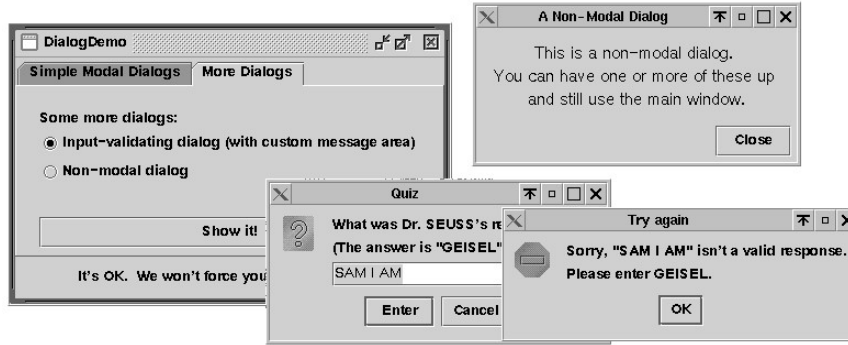 DialogDemo
Simple Modal Dialogs
More Dialogs
Some more dialogs:
Input-validating dialog (with custom message area)
Non-modal dialog
Show it!
It's OK. We won't force you
A Non-Modal Dialog
This is a non-modal dialog.
You can have one or more of these up
and still use the main window.
Close
Quiz
What was Dr. SEUSS's
(The answer is "GEISEL"
SAM I AM
Enter
Cancel
Try again
Sorry, "SAM I AM" isn't a valid response.
Please enter GEISEL.
OK